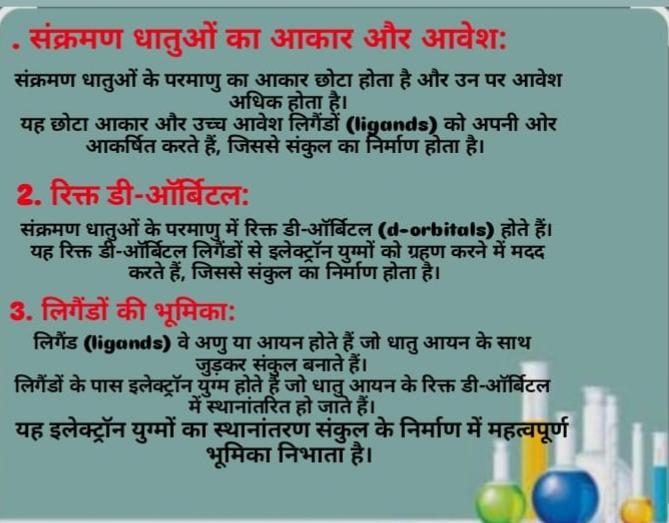 . संक्रमण धातुओं का आकार और आवेश:
संक्रमण धातुओं के परमाणु का आकार छोटा होता है और उन पर आवेश
अधिक होता है।
यह छोटा आकार और उच्च आवेश लिगैंडों (ligands) को अपनी ओर
आकर्षित करते हैं, जिससे संकुल का निर्माण होता है।
2. रिक्त डी-ऑर्बिटल:
संक्रमण धातुओं के परमाणु में रिक्त डी-ऑर्बिटल (d-orbitals) होते हैं।
यह रिक्त डी-ऑर्बिटल लिगैंडों से इलेक्ट्रॉन युग्मों को ग्रहण करने में मदद
करते हैं, जिससे संकुल का निर्माण होता है।
3. लिगैंडों की भूमिका:
लिगैंड (ligands) वे अणु या आयन होते हैं जो धातु आयन के साथ
जुड़कर संकुल बनाते हैं।
लिगैंडों के पास इलेक्ट्रॉन युग्म होते हैं जो धातु आयन के रिक्त डी-ऑर्बिटल
में स्थानांतरित हो जाते हैं।
यह इलेक्ट्रॉन युग्मों का स्थानांतरण संकुल के निर्माण में महत्वपूर्ण
भूमिका निभाता है।